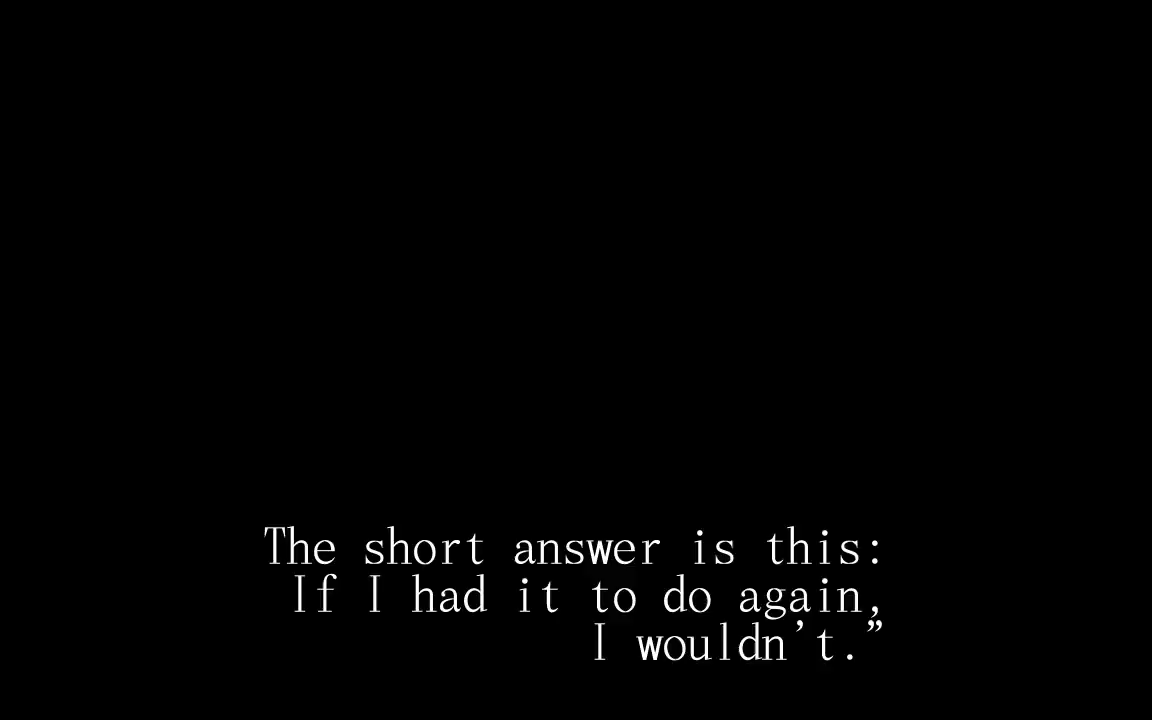 The short answer is this:
If I had it to do again,
I wouldn’t.”